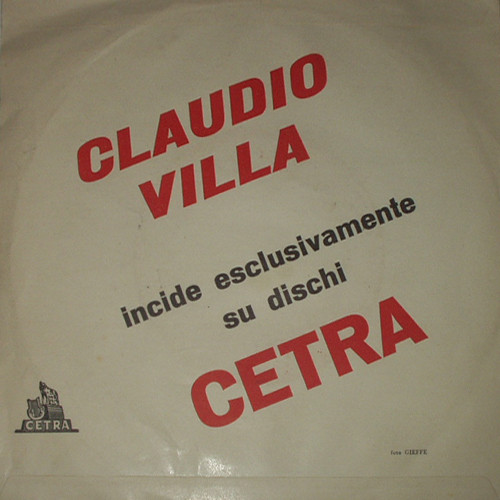 CLAUDIO
VILLA
incide esclusivamente
su dischi
CETRA
CETRA
foto GIEFFE